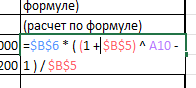 формуле)
(расчет по формуле)
000 =$B$6 * ( (1 + $B$5) ^ A10 -
200 1 ) / $B$5